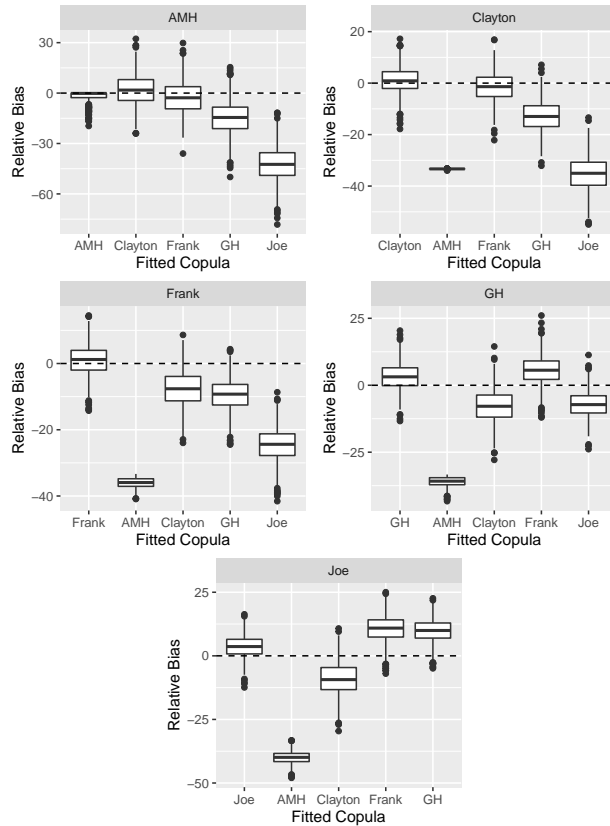 AMH
Relative Bias
30
0
-30
-60
AMH Clayton Frank GH Joe
Fitted Copula
Clayton
Relative Bias
20
0
-20
-40
Clayton AMH Frank GH Joe
Fitted Copula
Frank
Relative Bias
0
-20
-40
Frank AMH Clayton GH Joe
Fitted Copula
GH
Relative Bias
25
0
-25
GH AMH Clayton Frank Joe
Fitted Copula
Joe
Relative Bias
25
0
-25
-50
Joe AMH Clayton Frank GH
Fitted Copula